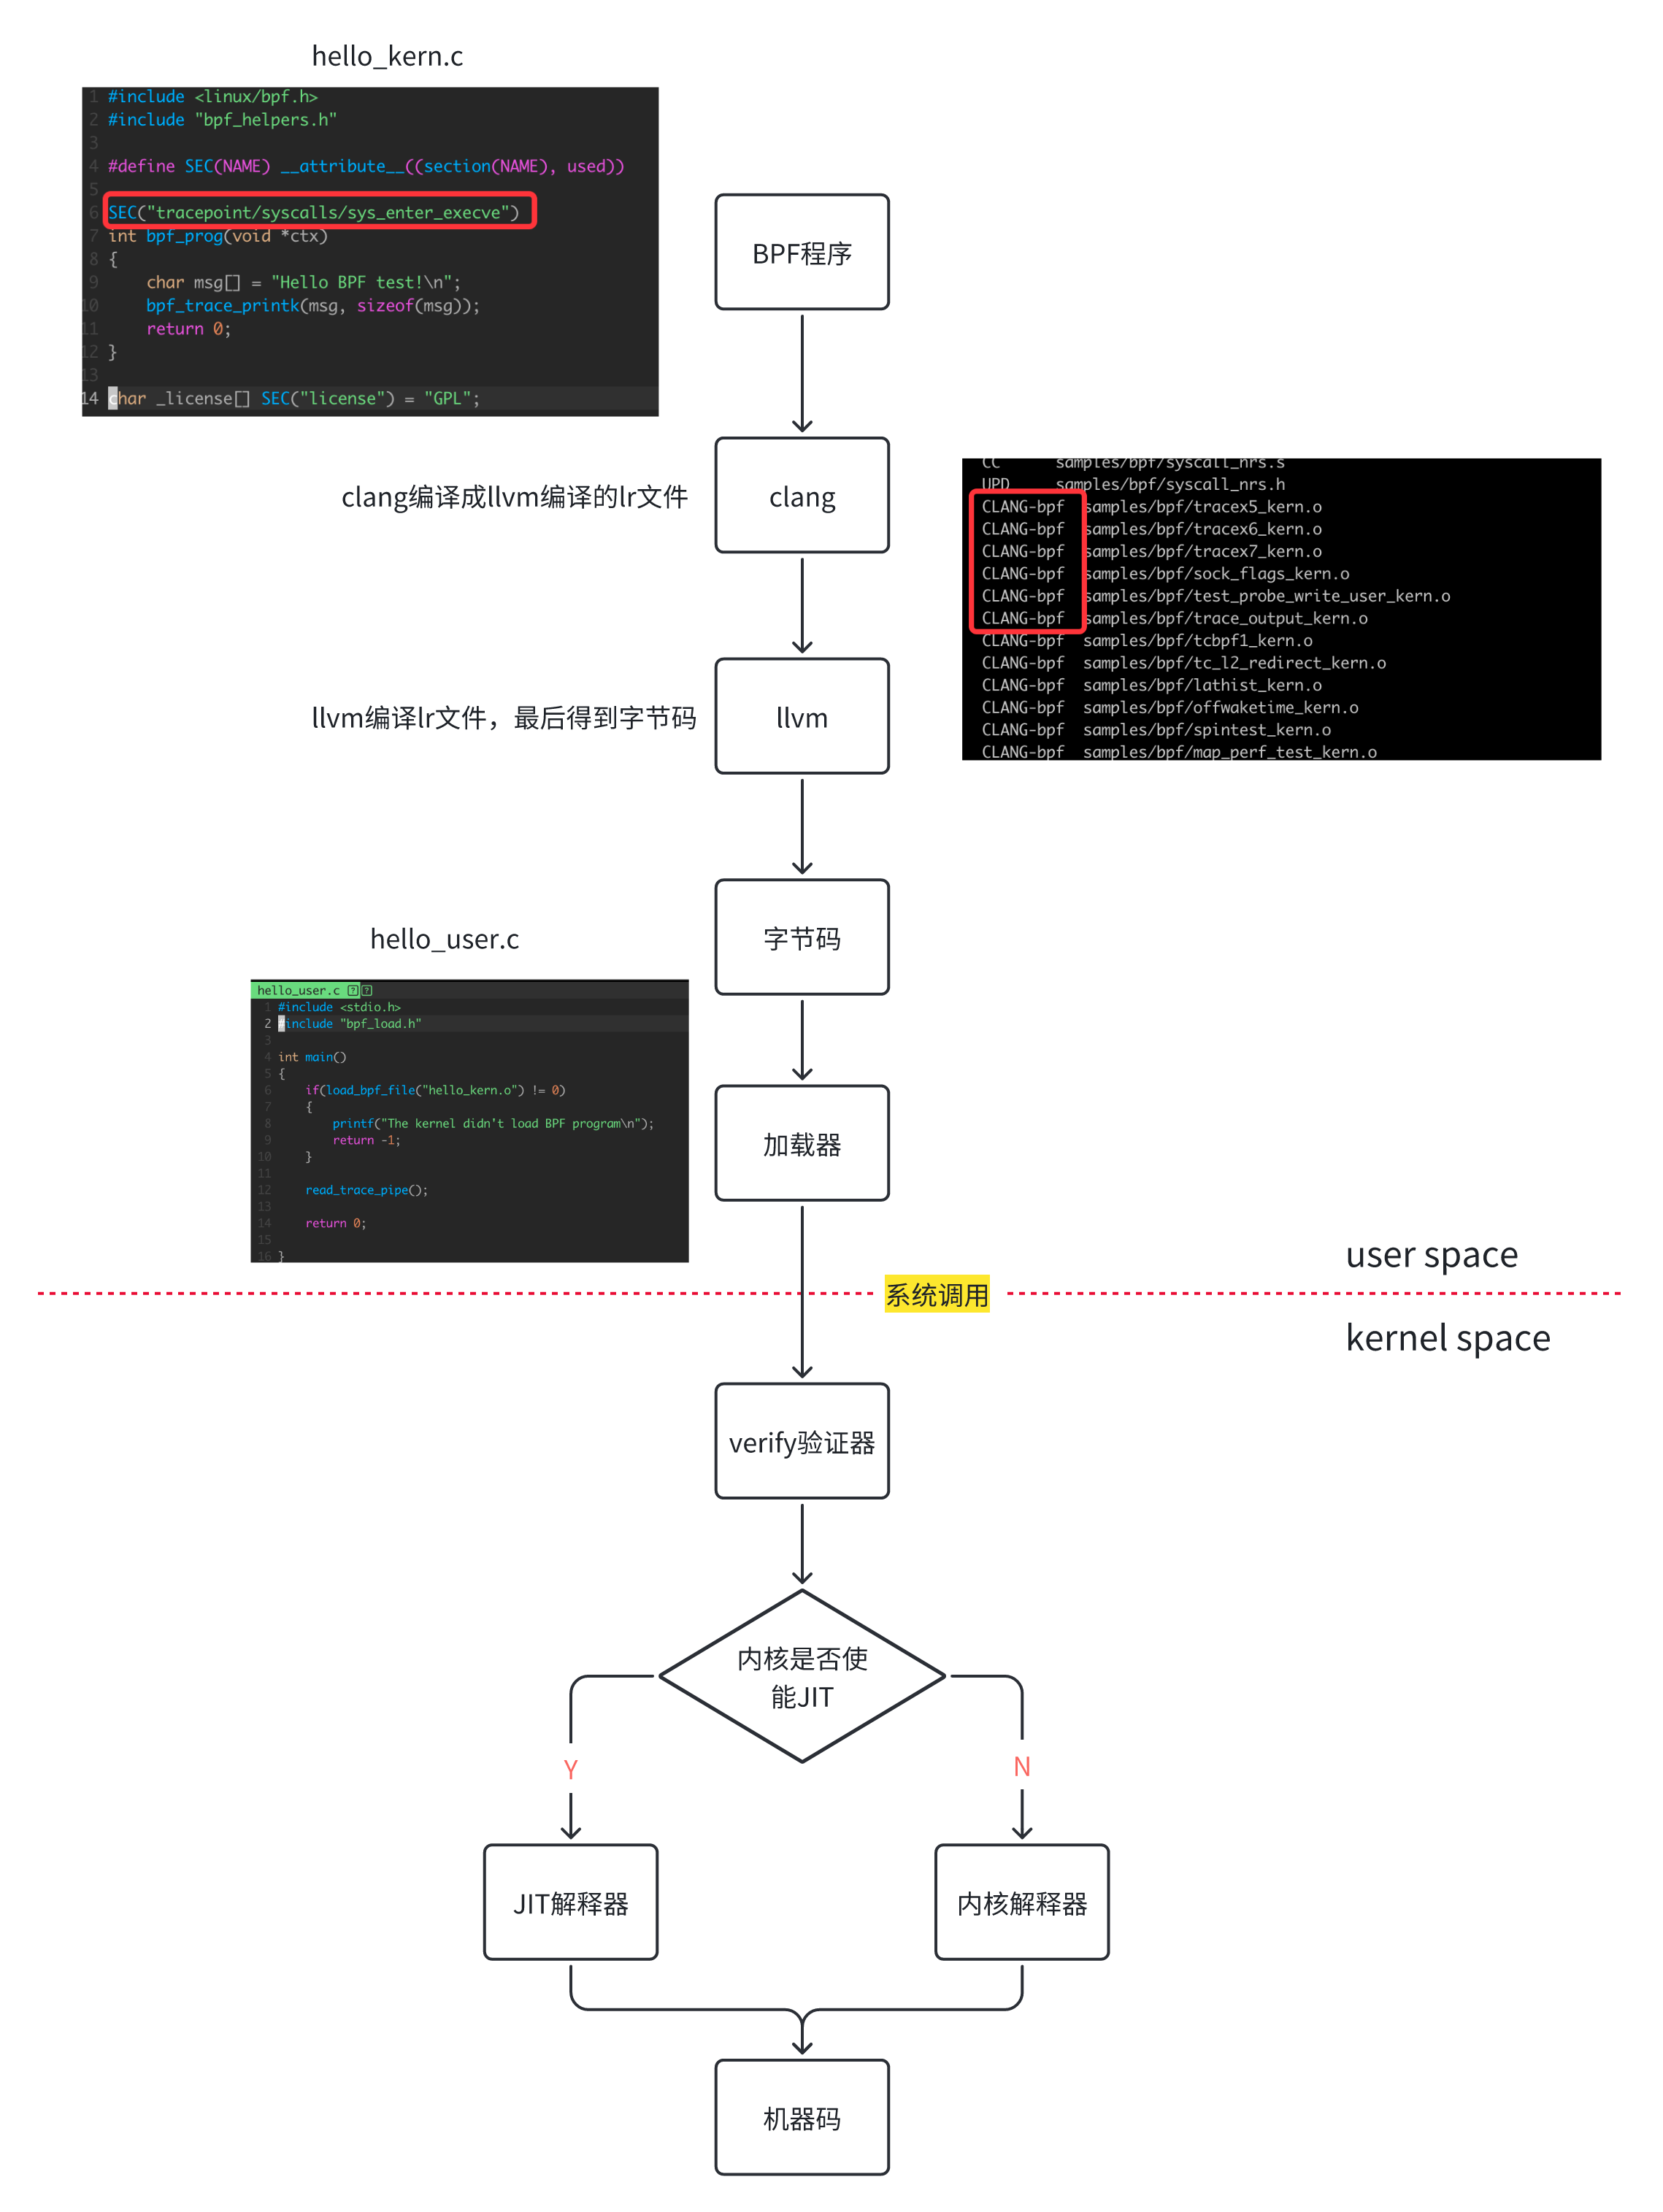 hello_kern.c
1 #include <linux/bpf.h>
2 #include "bpf_helpers.h"
3
4 #define SEC(NAME) __attribute__((section(NAME), used))
5
6 SEC("tracepoint/syscalls/sys_enter_execve")
7 int bpf_prog(void *ctx)
8 {
9     char msg[] = "Hello BPF test!\n";
10     bpf_trace_printk(msg, sizeof(msg));
11     return 0;
12 }
13
14 char _license[] SEC("license") = "GPL";
BPF程序
clang编译成llvm编译的lr文件
clang
CC samples/bpf/syscall_nrs.s
UPD samples/bpf/syscall_nrs.h
CLANG-bpf samples/bpf/tracex5_kern.o
CLANG-bpf samples/bpf/tracex6_kern.o
CLANG-bpf samples/bpf/tracex7_kern.o
CLANG-bpf samples/bpf/sock_flags_kern.o
CLANG-bpf samples/bpf/test_probe_write_user_kern.o
CLANG-bpf samples/bpf/trace_output_kern.o
CLANG-bpf samples/bpf/tcbpf1_kern.o
CLANG-bpf samples/bpf/tc_l2_redirect_kern.o
CLANG-bpf samples/bpf/lathist_kern.o
CLANG-bpf samples/bpf/offwaketime_kern.o
CLANG-bpf samples/bpf/spintest_kern.o
CLANG-bpf samples/bpf/map_perf_test_kern.o
llvm编译lr文件，最后得到字节码
llvm
字节码
hello_user.c
hello_user.c
1 #include <stdio.h>
2 #include "bpf_load.h"
3
4 int main()
5 {
6     if(load_bpf_file("hello_kern.o") != 0)
7     {
8         printf("The kernel didn't load BPF program\n");
9         return -1;
10     }
11
12     read_trace_pipe();
13
14     return 0;
15
16 }
加载器
user space
系统调用
kernel space
verify验证器
内核是否使
能JIT
Y
N
JIT解释器
内核解释器
机器码